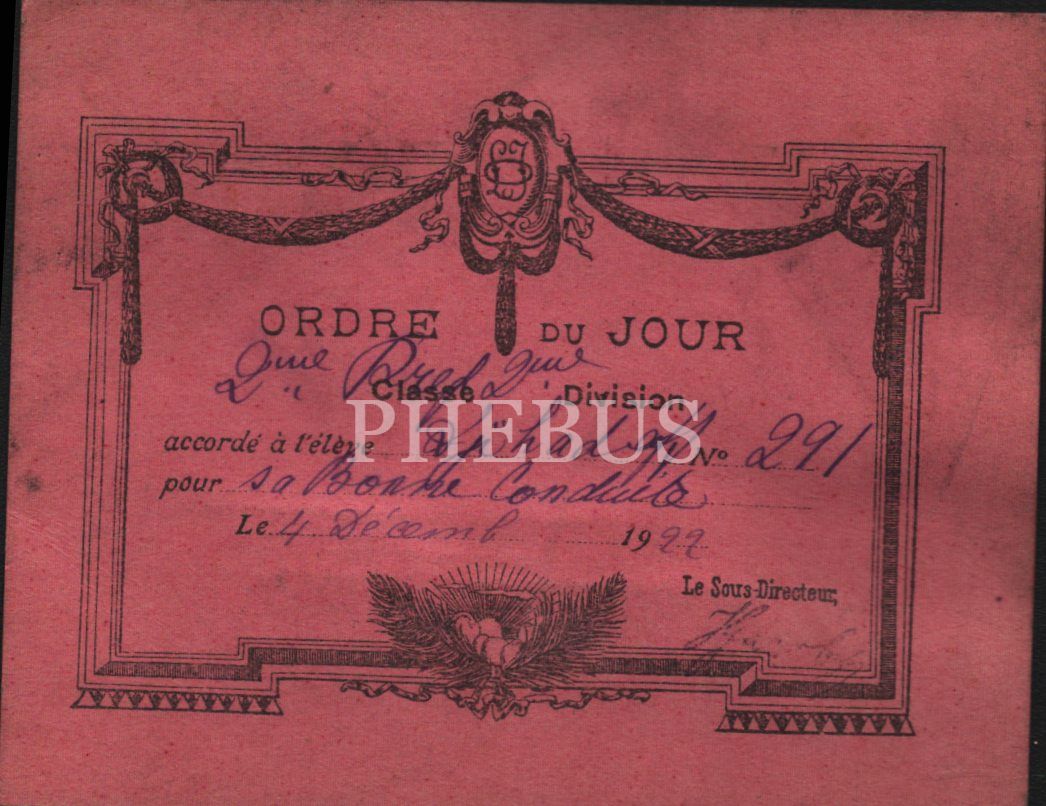 ORDRE DU JOUR
2me Pre 2me
Classe Division
PHEBUS
accordé à l'élève No 291
pour sa Bonne Conduite
Le 4 Décemb 1922
Le Sous-Directeur,